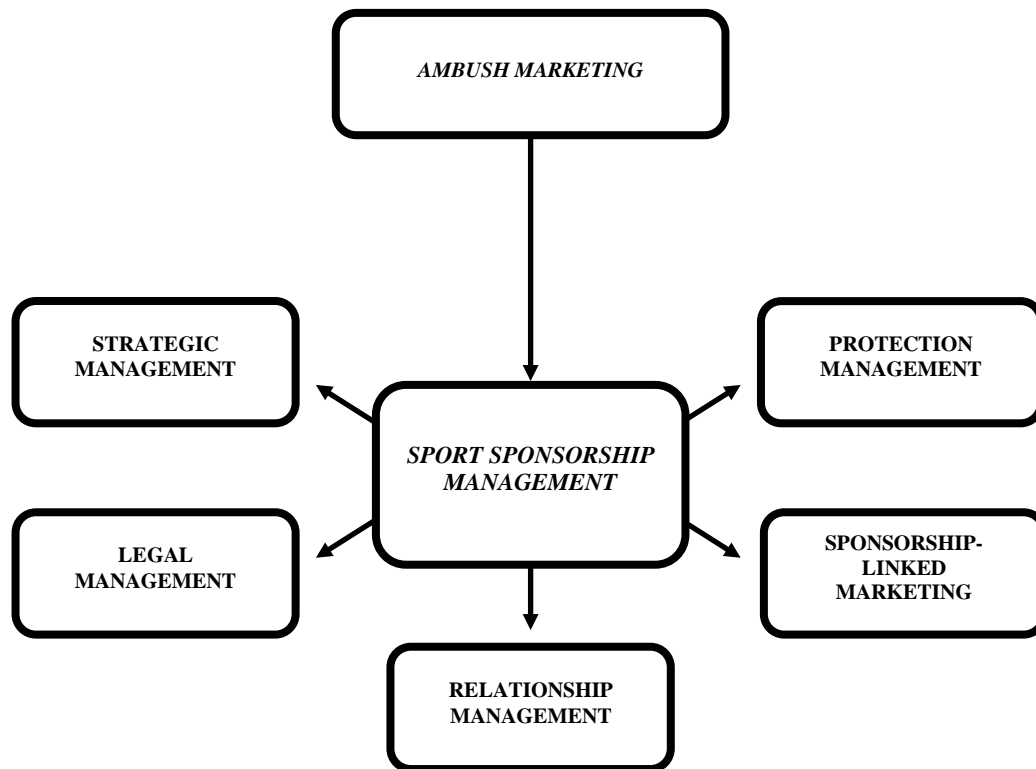 AMBUSH MARKETING
STRATEGIC
MANAGEMENT
PROTECTION
MANAGEMENT
SPORT SPONSORSHIP
MANAGEMENT
LEGAL
MANAGEMENT
SPONSORSHIP-
LINKED
MARKETING
RELATIONSHIP
MANAGEMENT